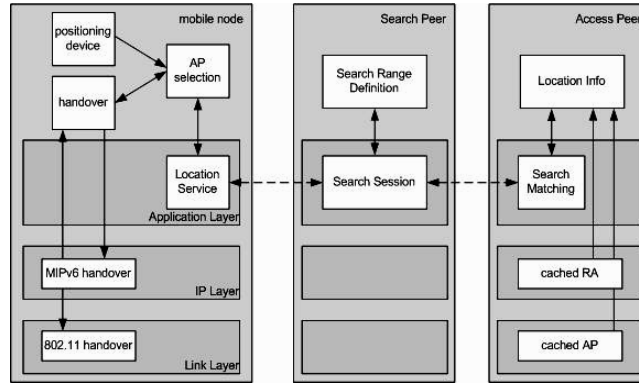 mobile node
positioning
device
AP
selection
handover
Location
Service
Application Layer
MIPv6 handover
IP Layer
802.11 handover
Link Layer
Search Peer
Search Range
Definition
Search Session
Access Peer
Location Info
Search
Matching
cached RA
cached AP